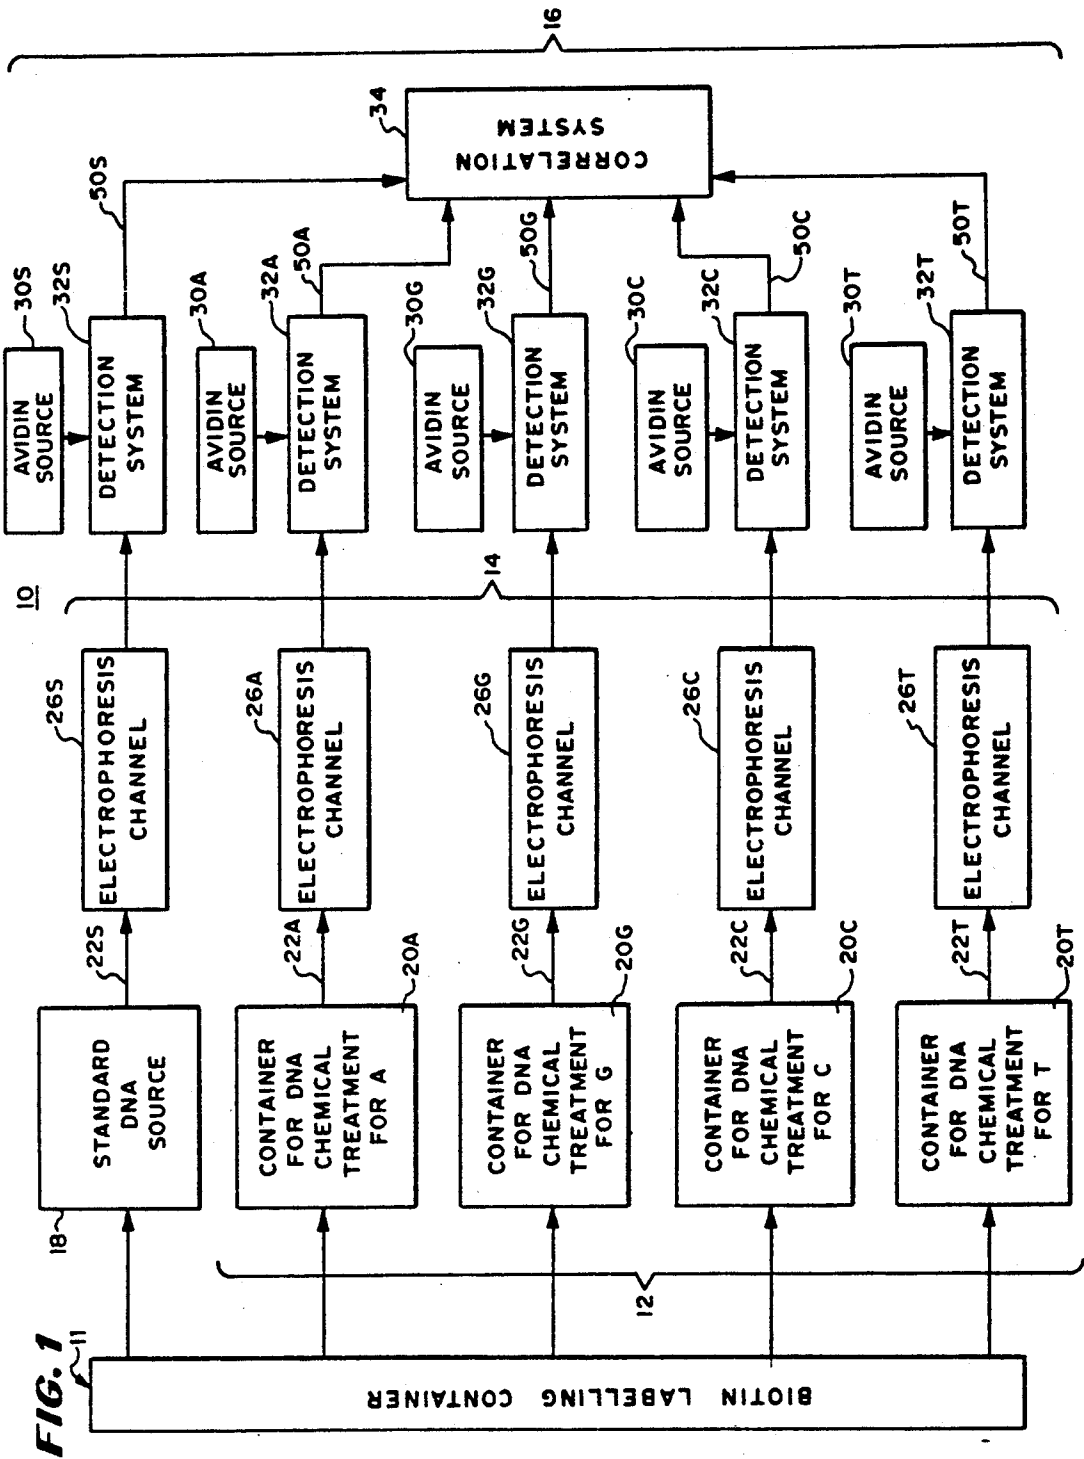 FIG. 1
10
11
BIOTIN LABELLING CONTAINER
12
18
STANDARD
DNA
SOURCE
22S
26S
ELECTROPHORESIS
CHANNEL
14
30S
AVIDIN
SOURCE
32S
DETECTION
SYSTEM
50S
16
CONTAINER
FOR DNA
CHEMICAL
TREATMENT
FOR A
20A
22A
26A
ELECTROPHORESIS
CHANNEL
30A
AVIDIN
SOURCE
32A
DETECTION
SYSTEM
50A
34
CORRELATION
SYSTEM
CONTAINER
FOR DNA
CHEMICAL
TREATMENT
FOR G
20G
22G
26G
ELECTROPHORESIS
CHANNEL
30G
AVIDIN
SOURCE
32G
DETECTION
SYSTEM
50G
CONTAINER
FOR DNA
CHEMICAL
TREATMENT
FOR C
20C
22C
26C
ELECTROPHORESIS
CHANNEL
30C
AVIDIN
SOURCE
32C
DETECTION
SYSTEM
50C
CONTAINER
FOR DNA
CHEMICAL
TREATMENT
FOR T
20T
22T
26T
ELECTROPHORESIS
CHANNEL
30T
AVIDIN
SOURCE
32T
DETECTION
SYSTEM
50T